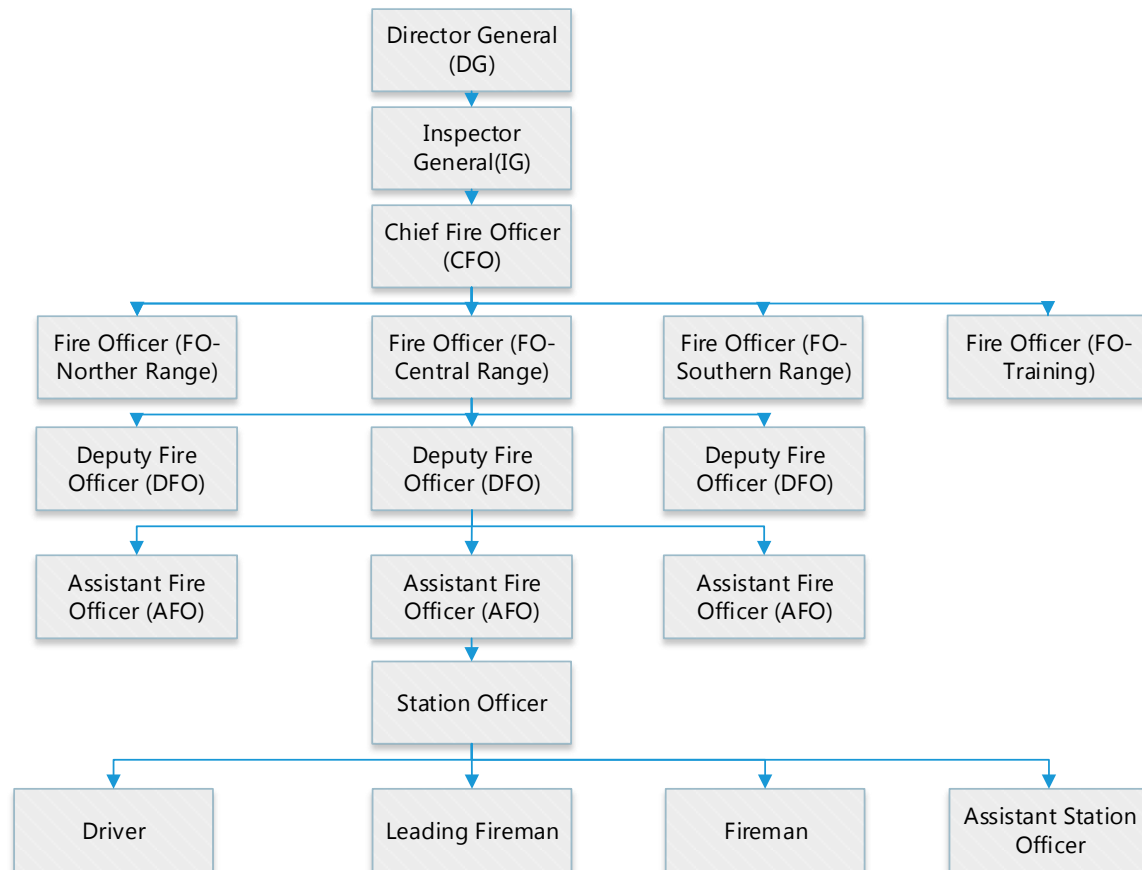 Director General
(DG)
Inspector
General(IG)
Chief Fire Officer
(CFO)
Fire Officer (FO-
Norther Range)
Fire Officer (FO-
Central Range)
Fire Officer (FO-
Southern Range)
Fire Officer (FO-
Training)
Deputy Fire
Officer (DFO)
Deputy Fire
Officer (DFO)
Deputy Fire
Officer (DFO)
Assistant Fire
Officer (AFO)
Assistant Fire
Officer (AFO)
Assistant Fire
Officer (AFO)
Station Officer
Driver
Leading Fireman
Fireman
Assistant Station
Officer